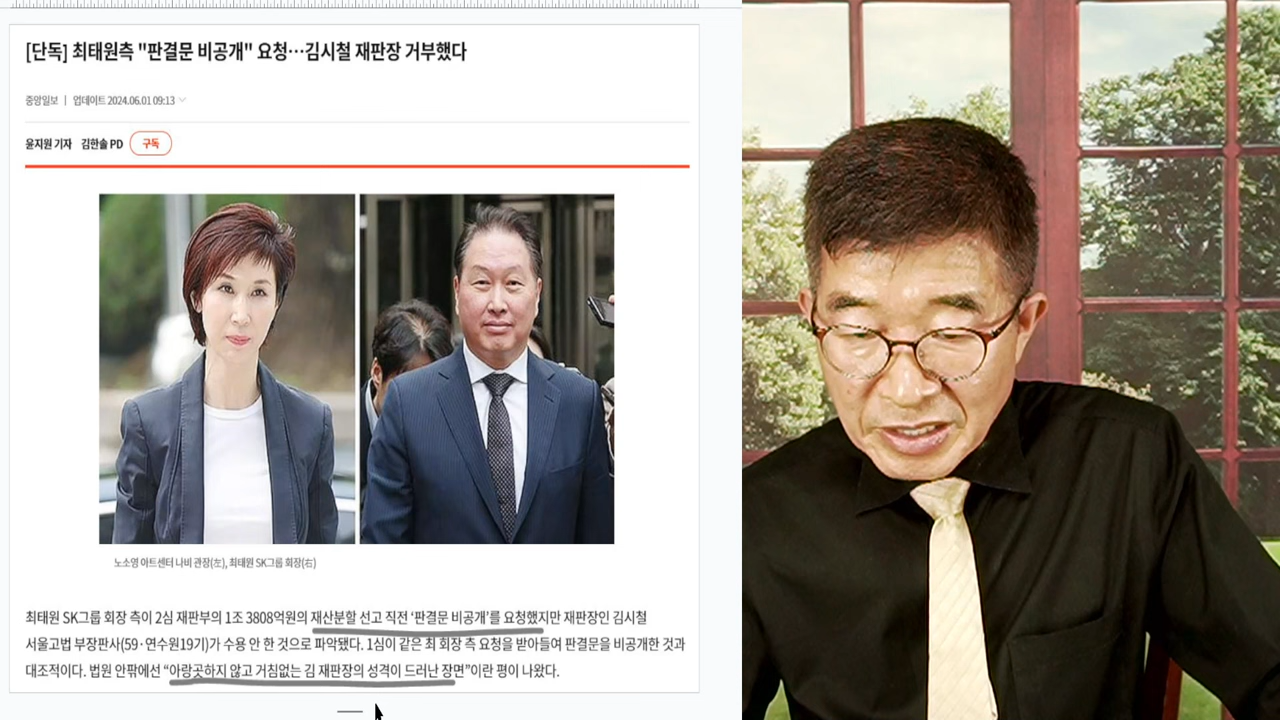 [단독] 최태원측 "판결문 비공개" 요청…김시철 재판장 거부했다
중앙일보 | 업데이트 2024.06.01 09:13
윤지원 기자 김한솔 PD 구독
노소영 아트센터 나비 관장(左), 최태원 SK그룹 회장(右)
최태원 SK그룹 회장 측이 2심 재판부의 1조 3808억원의 재산분할 선고 직전 '판결문 비공개'를 요청했지만 재판장인 김시철
서울고법 부장판사(59·연수원19기)가 수용 안 한 것으로 파악됐다. 1심이 같은 최 회장 측 요청을 받아들여 판결문을 비공개한 것과
대조적이다. 법원 안팎에선 “아랑곳하지 않고 거침없는 김 재판장의 성격이 드러난 장면”이란 평이 나왔다.